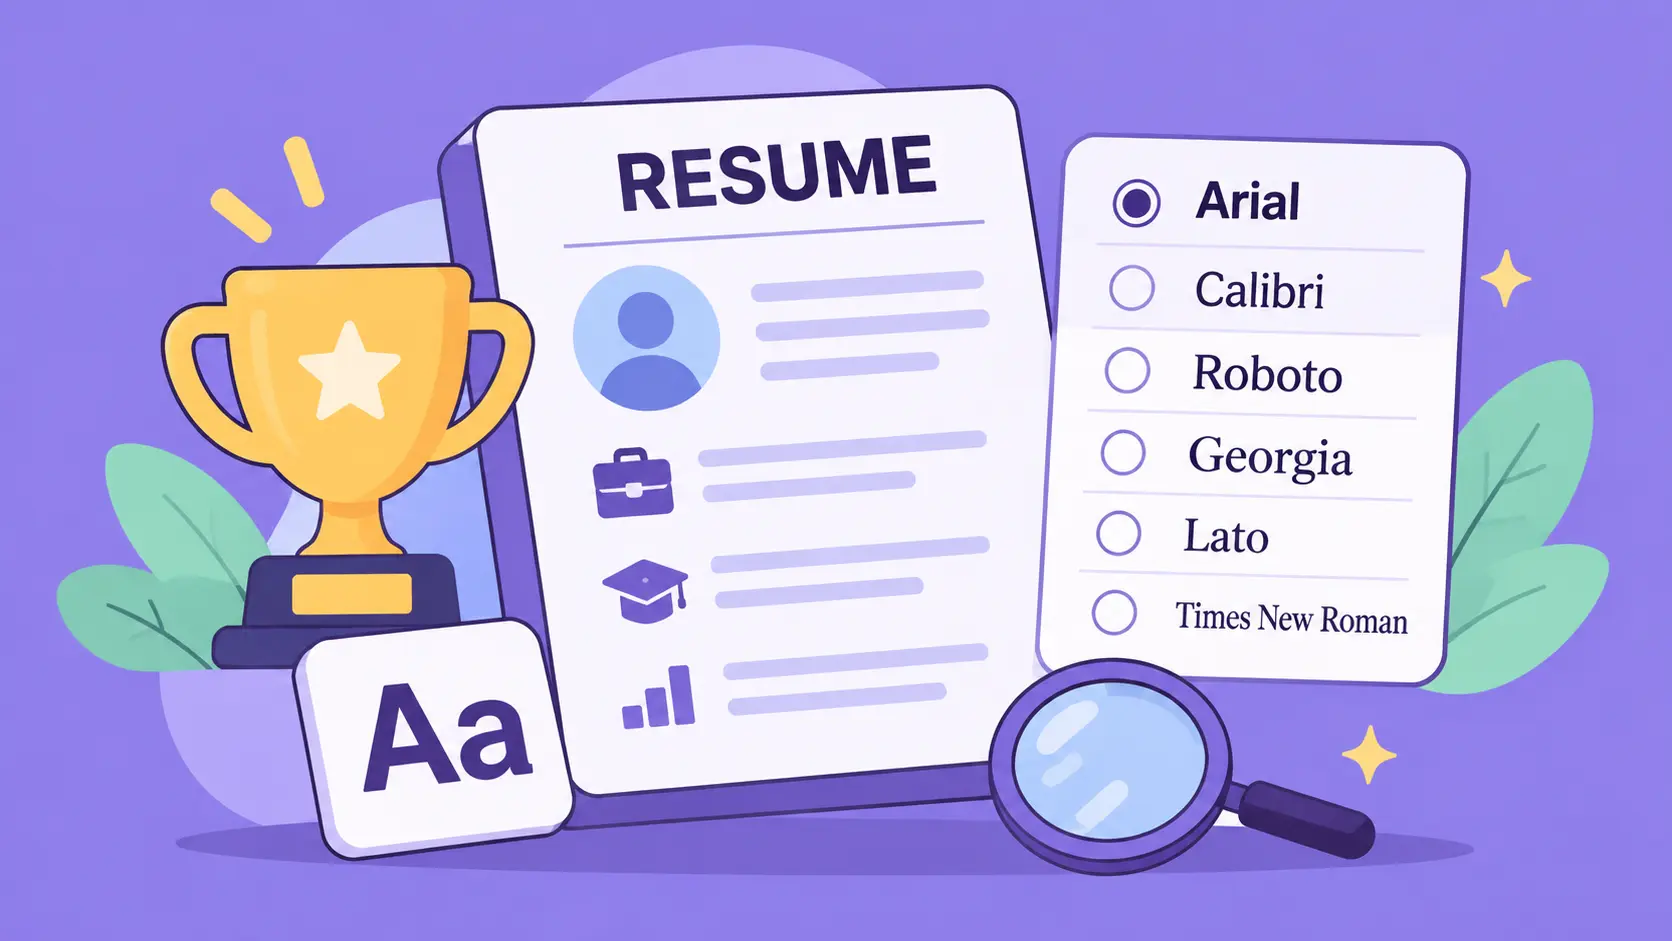 RESUME
Arial
Calibri
Roboto
Georgia
Lato
Times New Roman
Aa